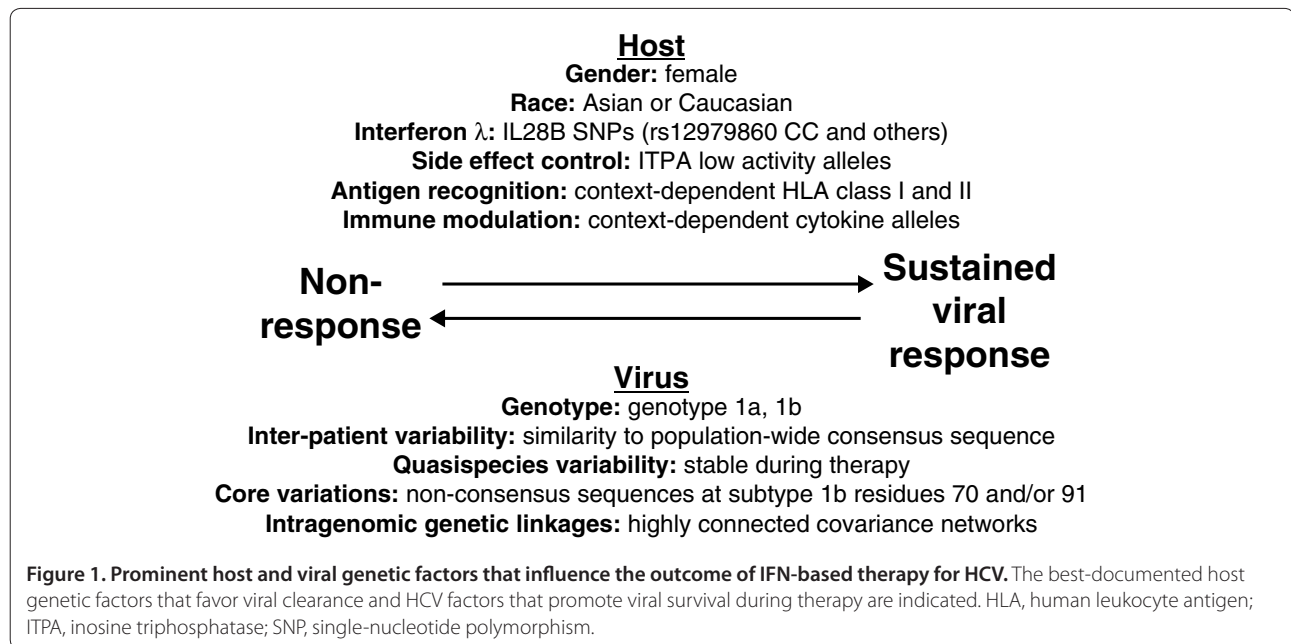 Host
Gender: female
Race: Asian or Caucasian
Interferon λ: IL28B SNPs (rs12979860 CC and others)
Side effect control: ITPA low activity alleles
Antigen recognition: context-dependent HLA class I and II
Immune modulation: context-dependent cytokine alleles
Non-
response
Sustained
viral
response
Virus
Genotype: genotype 1a, 1b
Inter-patient variability: similarity to population-wide consensus sequence
Quasispecies variability: stable during therapy
Core variations: non-consensus sequences at subtype 1b residues 70 and/or 91
Intragenomic genetic linkages: highly connected covariance networks
Figure 1. Prominent host and viral genetic factors that influence the outcome of IFN-based therapy for HCV. The best-documented host
genetic factors that favor viral clearance and HCV factors that promote viral survival during therapy are indicated. HLA, human leukocyte antigen;
ITPA, inosine triphosphatase; SNP, single-nucleotide polymorphism.